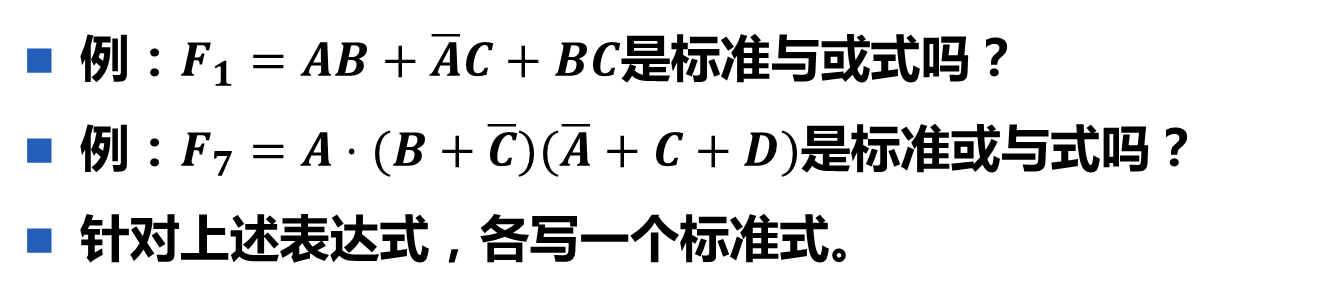 ■ 例：F₁ = AB + A̅C + BC是标准与或式吗？
■ 例：F₇ = A · (B + C̅)(A̅ + C + D)是标准或与式吗？
■ 针对上述表达式，各写一个标准式。